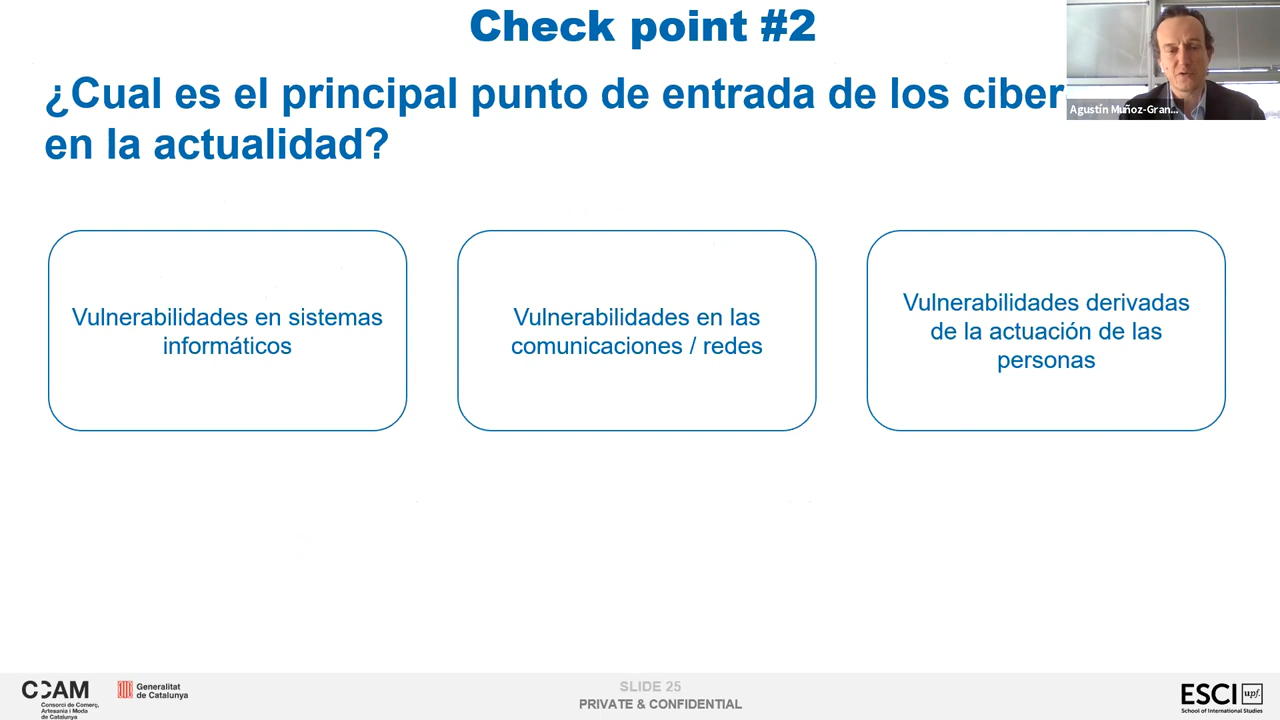 Check point #2
¿Cual es el principal punto de entrada de los ciber
en la actualidad?
Agustín Muñoz-Gran...
Vulnerabilidades en sistemas
informáticos
Vulnerabilidades en las
comunicaciones / redes
Vulnerabilidades derivadas
de la actuación de las
personas
CCAM
Consorci de Comerç,
Artesania i Moda
de Catalunya
Generalitat
de Catalunya
SLIDE 25
PRIVATE & CONFIDENTIAL
ESCI upf.
School of International Studies